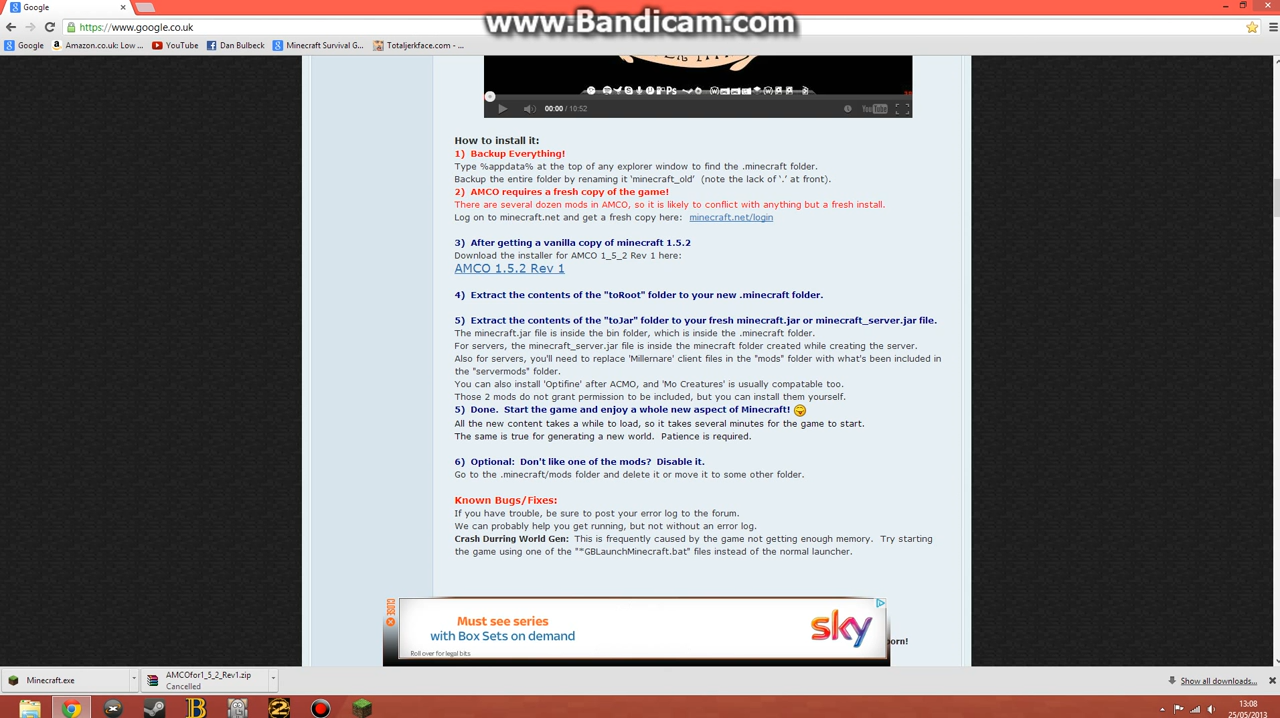 Google
www.Bandicam.com
https://www.google.co.uk
Google Amazon.co.uk: Low ... YouTube Dan Bulbeck Minecraft Survival G... Totaljerkface.com - ...
00:00 / 10:52 YouTube
How to install it:
1) Backup Everything!
Type %appdata% at the top of any explorer window to find the .minecraft folder.
Backup the entire folder by renaming it 'minecraft_old' (note the lack of '.' at front).
2) AMCO requires a fresh copy of the game!
There are several dozen mods in AMCO, so it is likely to conflict with anything but a fresh install.
Log on to minecraft.net and get a fresh copy here: minecraft.net/login
3) After getting a vanilla copy of minecraft 1.5.2
Download the installer for AMCO 1_5_2 Rev 1 here:
AMCO 1.5.2 Rev 1
4) Extract the contents of the "toRoot" folder to your new .minecraft folder.
5) Extract the contents of the "toJar" folder to your fresh minecraft.jar or minecraft_server.jar file.
The minecraft.jar file is inside the bin folder, which is inside the .minecraft folder.
For servers, the minecraft_server.jar file is inside the minecraft folder created while creating the server.
Also for servers, you'll need to replace 'Millernare' client files in the "mods" folder with what's been included in
the "servermods" folder.
You can also install 'Optifine' after ACMO, and 'Mo Creatures' is usually compatable too.
Those 2 mods do not grant permission to be included, but you can install them yourself.
5) Done. Start the game and enjoy a whole new aspect of Minecraft!
All the new content takes a while to load, so it takes several minutes for the game to start.
The same is true for generating a new world. Patience is required.
6) Optional: Don't like one of the mods? Disable it.
Go to the .minecraft/mods folder and delete it or move it to some other folder.
Known Bugs/Fixes:
If you have trouble, be sure to post your error log to the forum.
We can probably help you get running, but not without an error log.
Crash Durring World Gen: This is frequently caused by the game not getting enough memory. Try starting
the game using one of the "*GBLaunchMinecraft.bat" files instead of the normal launcher.
CLOSE
Must see series
with Box Sets on demand
sky
Roll over for legal bits
orn!
Minecraft.exe
AMCOfor1_5_2_Rev1.zip
Cancelled
Show all downloads...
13:08
25/05/2013